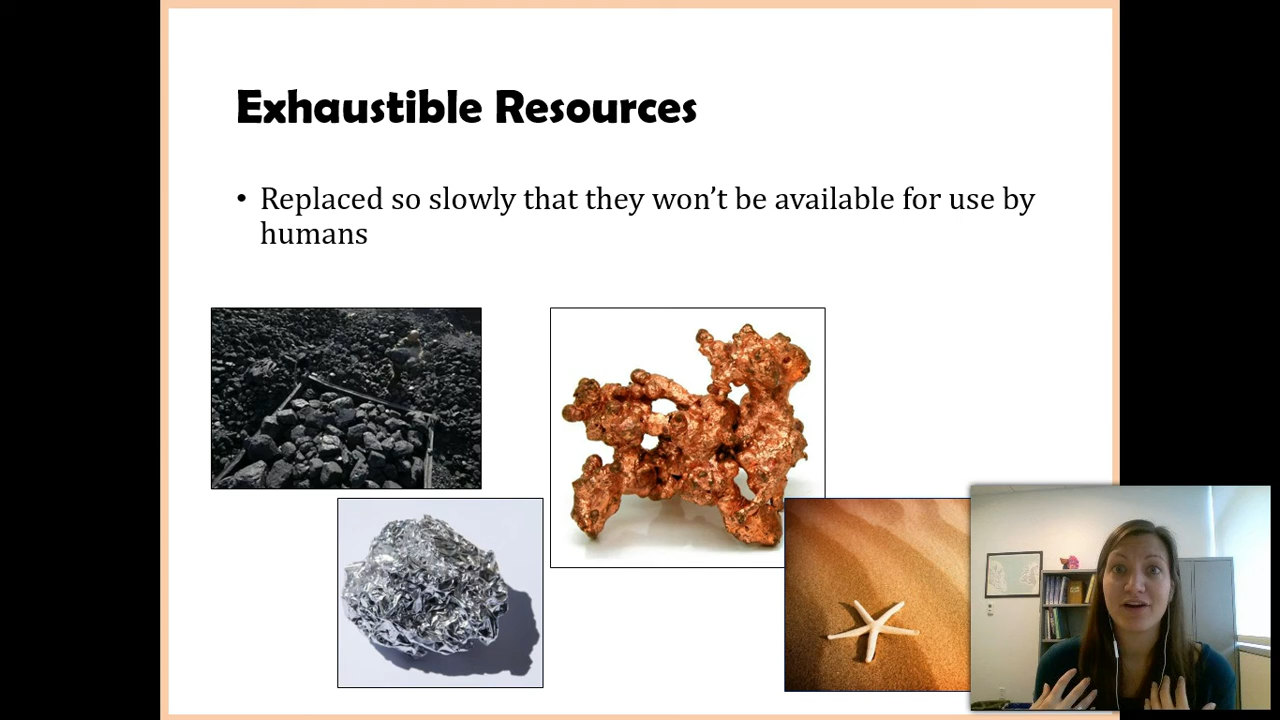 Exhaustible Resources
• Replaced so slowly that they won’t be available for use by
humans